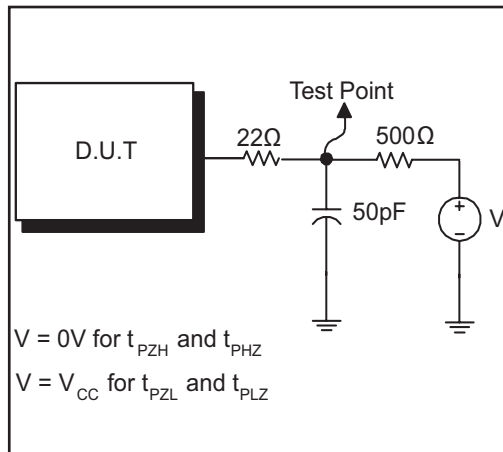 Test Point
D.U.T
22Ω
500Ω
50pF
+
−
V
V = 0V for tPZH and tPHZ
V = VCC for tPZL and tPLZ